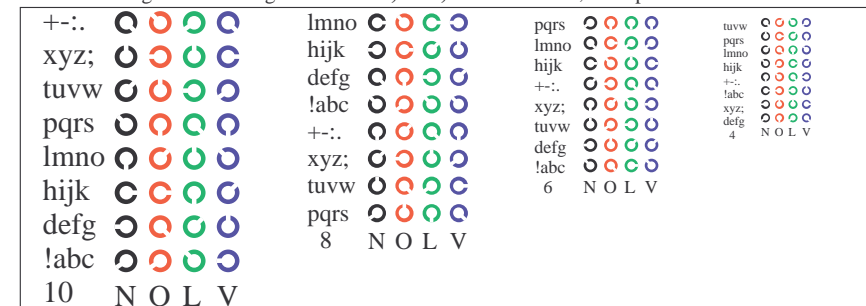 +-:.
xyz;
tuvw
pqrs
lmno
hijk
defg
!abc
10 N O L V
lmno
hijk
defg
!abc
+-:.
xyz;
tuvw
pqrs
8 N O L V
pqrs
lmno
hijk
+-:.
xyz;
tuvw
defg
!abc
6 N O L V
tuvw
pqrs
lmno
hijk
+-:.
!abc
xyz;
defg
4 N O L V